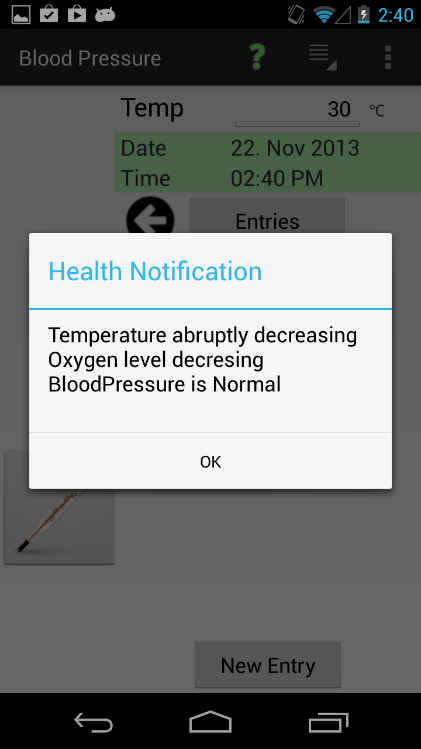 2:40
Blood Pressure
?
Temp 30 °C
Date 22. Nov 2013
Time 02:40 PM
Entries
Health Notification
Temperature abruptly decreasing
Oxygen level decresing
BloodPressure is Normal
OK
New Entry